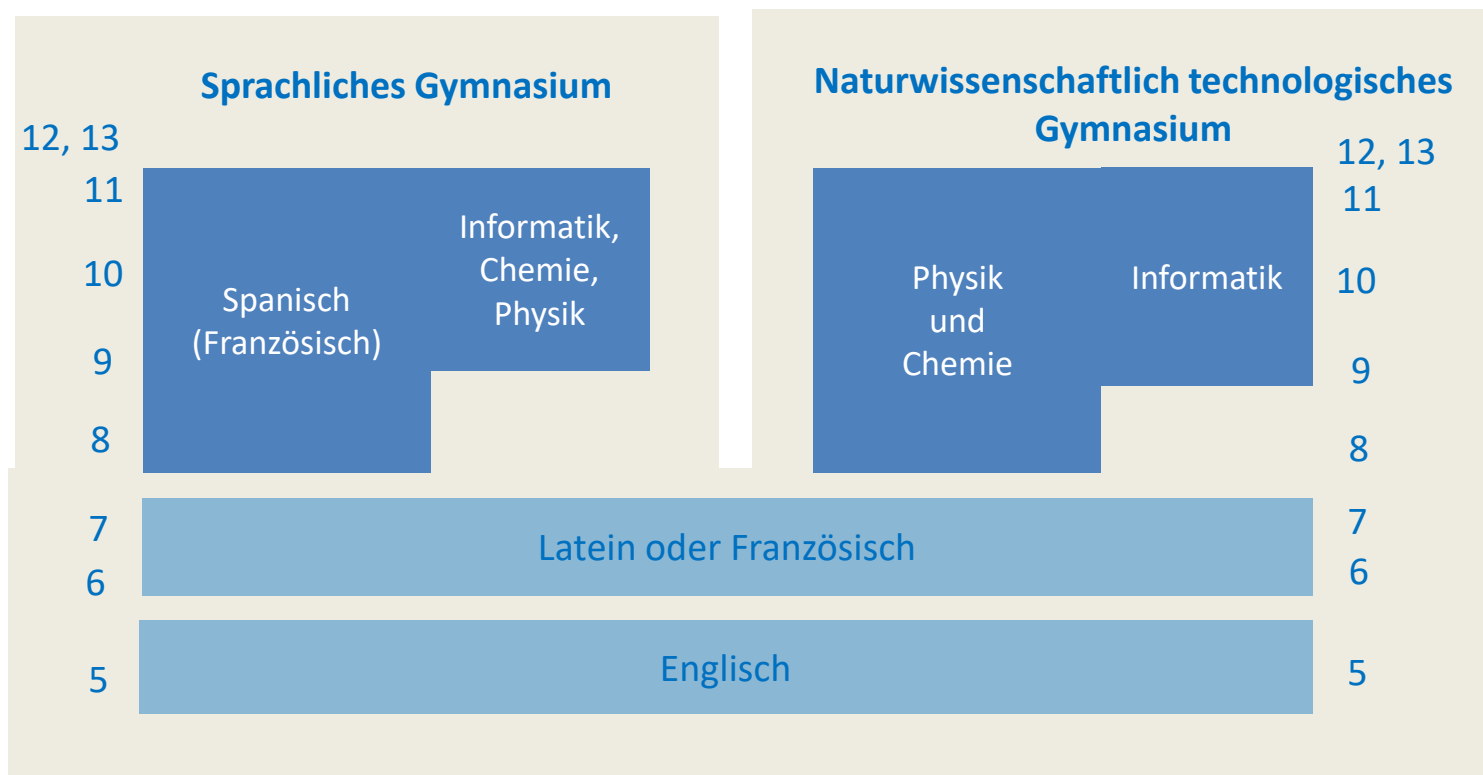 Sprachliches Gymnasium
12, 13
11
10
9
8
Spanisch
(Französisch)
Informatik,
Chemie,
Physik
Naturwissenschaftlich technologisches
Gymnasium
12, 13
11
10
9
8
Physik
und
Chemie
Informatik
7
6
Latein oder Französisch
7
6
5
Englisch
5